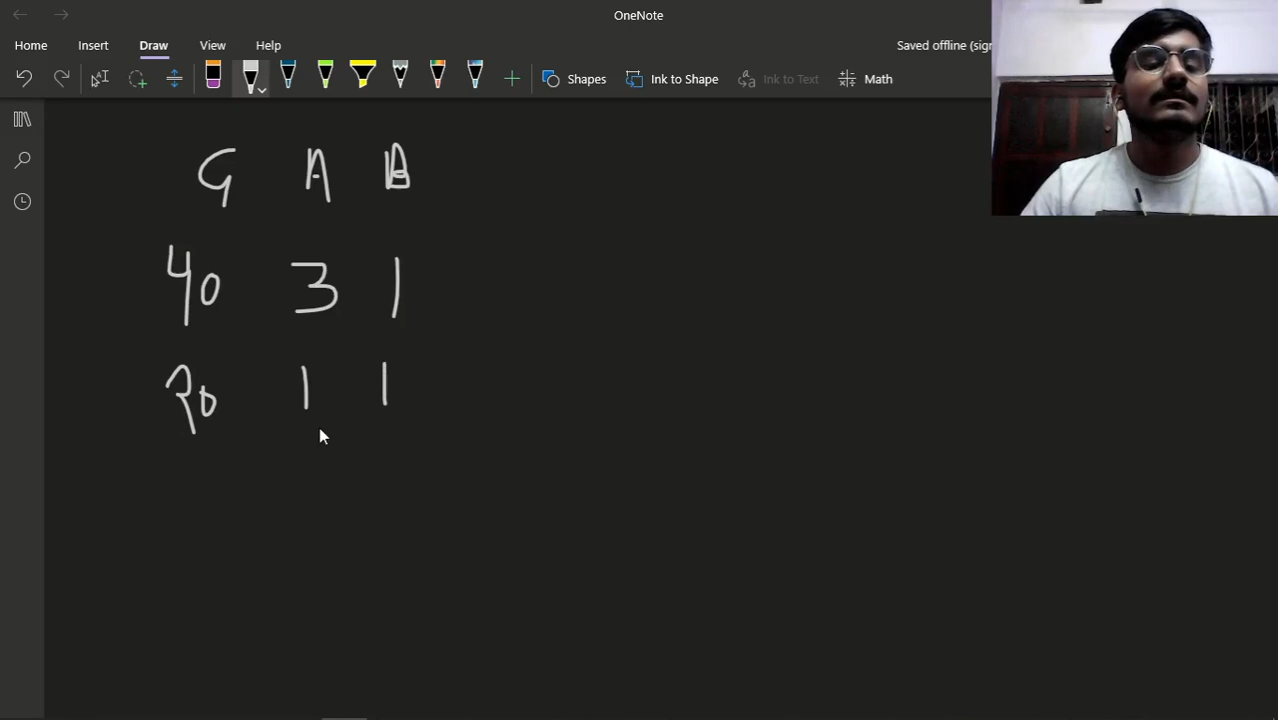 OneNote
Home Insert Draw View Help Saved offline (sign
Shapes Ink to Shape Ink to Text Math
G A B
40 3 1
20 1 1